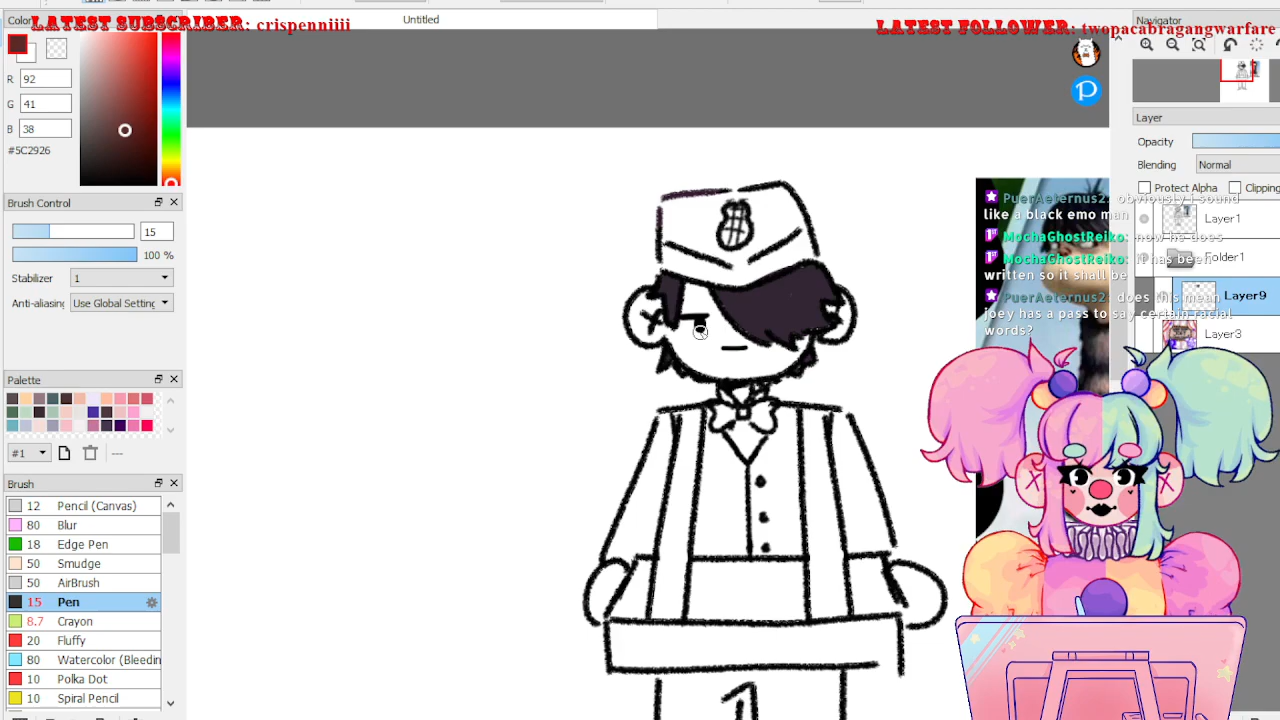 Untitled
LATEST SUBSCRIBER: crispenniiii
LATEST FOLLOWER: twopacabragangwarfare
Color
Navigator
R 92
G 41
B 38
#5C2926
Brush Control
15
100 %
Stabilizer 1
Anti-aliasing Use Global Setting
Palette
#1
Brush
12 Pencil (Canvas)
80 Blur
18 Edge Pen
50 Smudge
50 AirBrush
15 Pen
8.7 Crayon
20 Fluffy
80 Watercolor (Bleedin
10 Polka Dot
10 Spiral Pencil
P
Layer
Opacity
Blending Normal
Protect Alpha Clipping
Layer1
Folder1
Layer9
Layer3
PuerAeternus2: obviously i sound
like a black emo man
MochaGhostReiko: now he does
MochaGhostReiko: it has been
written so it shall be
PuerAeternus2: does this mean
joey has a pass to say certain racial
words?